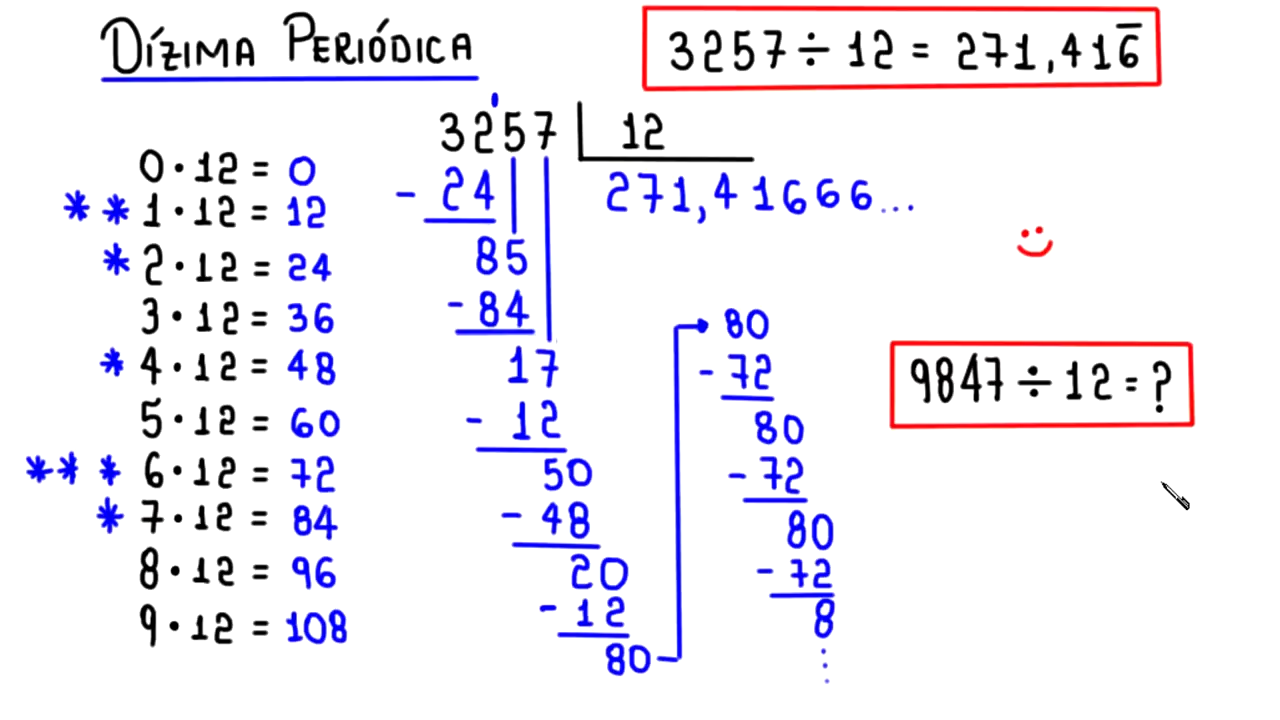 DÍZIMA PERIÓDICA
3257 ÷ 12 = 271,416̅
0 · 12 = 0
** 1 · 12 = 12
* 2 · 12 = 24
3 · 12 = 36
* 4 · 12 = 48
5 · 12 = 60
*** 6 · 12 = 72
* 7 · 12 = 84
8 · 12 = 96
9 · 12 = 108
32'57 | 12
- 24 271,41666...
85
- 84
17
- 12
50
- 48
20
- 12
80
80
- 72
80
- 72
80
- 72
8
⋮
9847 ÷ 12 = ?